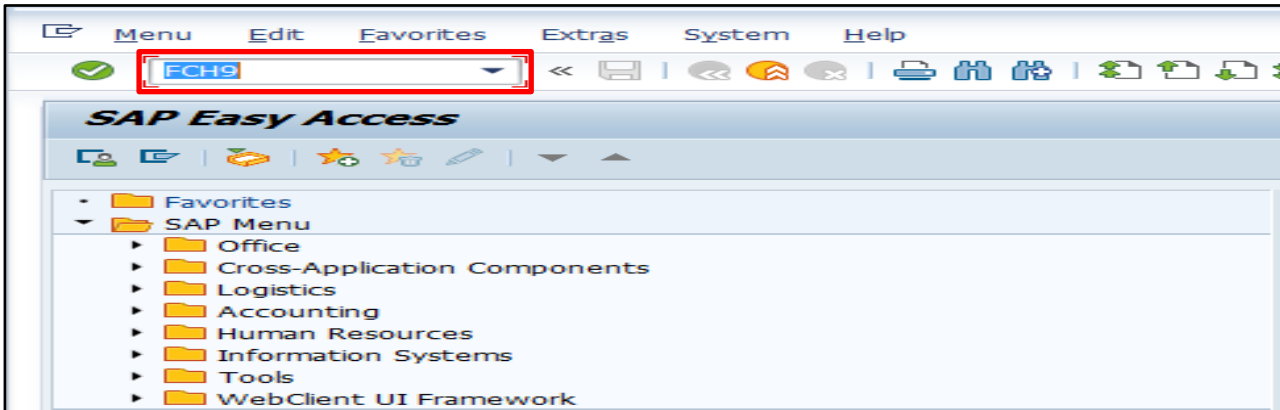 Menu Edit Favorites Extras System Help
FCH9
SAP Easy Access
Favorites
SAP Menu
Office
Cross-Application Components
Logistics
Accounting
Human Resources
Information Systems
Tools
WebClient UI Framework